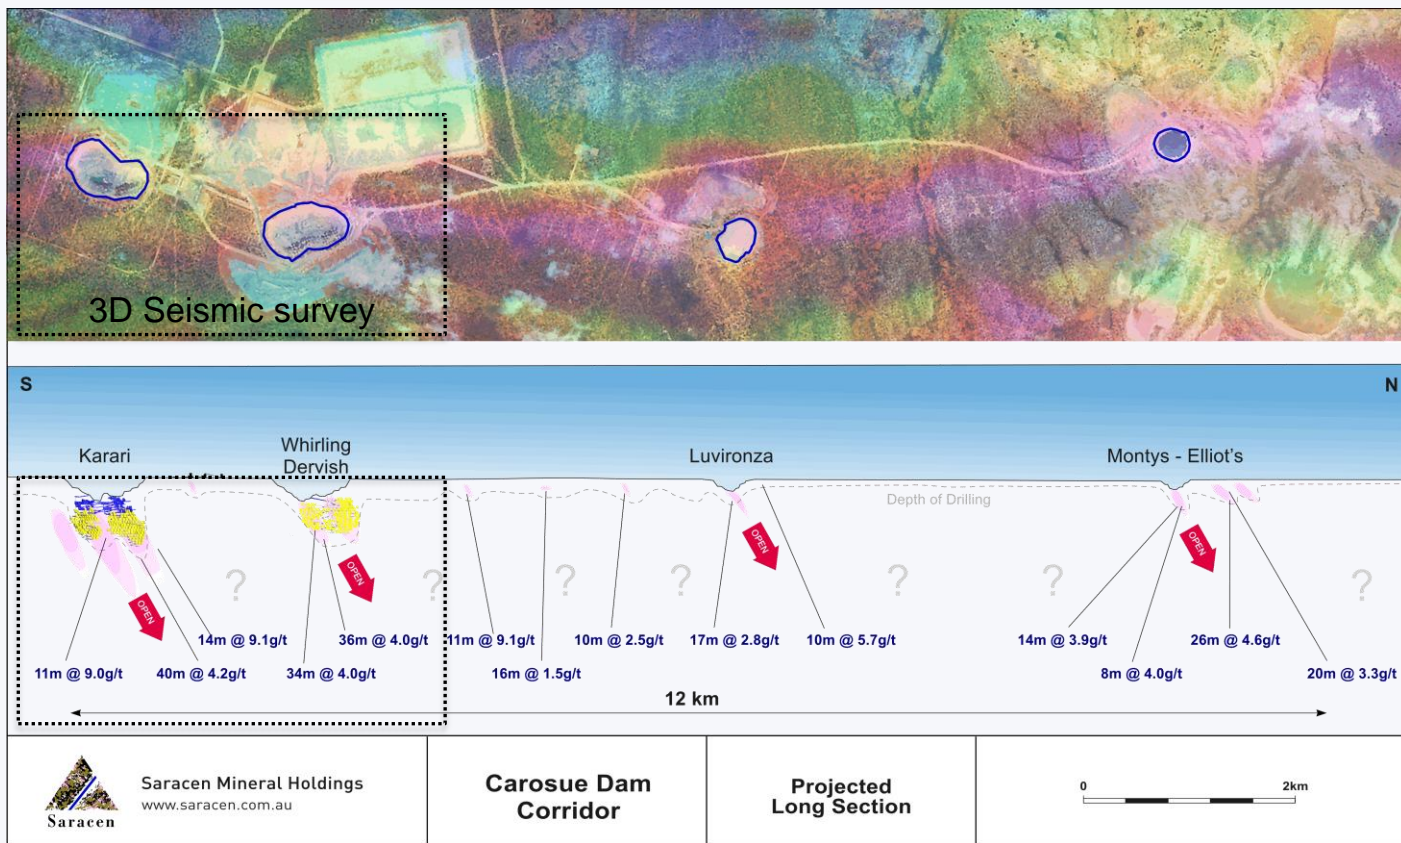 3D Seismic survey
S
N
Karari
Whirling
Dervish
Luvironza
Montys - Elliot's
Depth of Drilling
OPEN
OPEN
OPEN
OPEN
?
?
?
?
?
?
?
14m @ 9.1g/t
36m @ 4.0g/t
11m @ 9.1g/t
10m @ 2.5g/t
17m @ 2.8g/t
10m @ 5.7g/t
14m @ 3.9g/t
26m @ 4.6g/t
11m @ 9.0g/t
40m @ 4.2g/t
34m @ 4.0g/t
16m @ 1.5g/t
8m @ 4.0g/t
20m @ 3.3g/t
12 km
Saracen
Saracen Mineral Holdings
www.saracen.com.au
Carosue Dam
Corridor
Projected
Long Section
0
2km